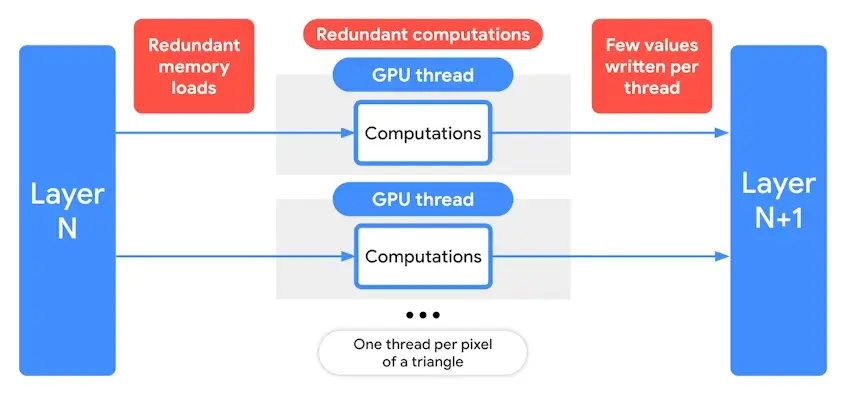 Redundant
memory
loads
Redundant computations
Few values
written per
thread
GPU thread
Computations
Layer
N
GPU thread
Computations
Layer
N+1
One thread per pixel
of a triangle